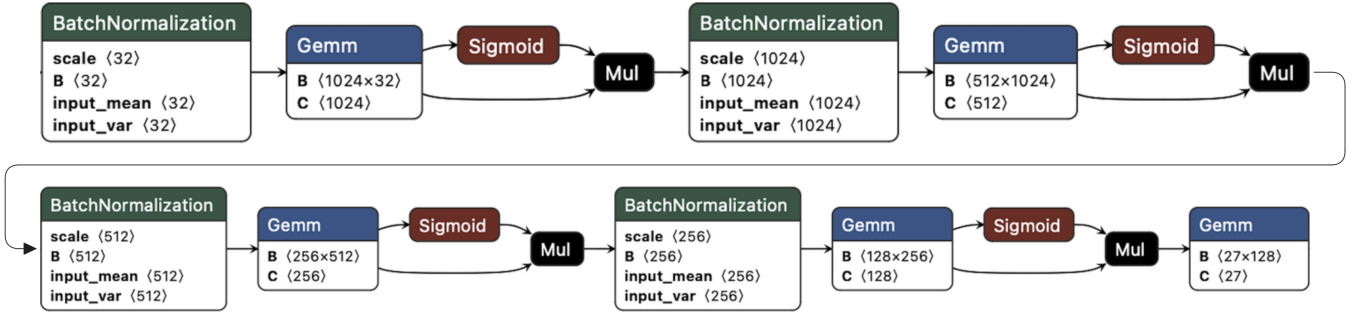 BatchNormalization
scale ⟨32⟩
B ⟨32⟩
input_mean ⟨32⟩
input_var ⟨32⟩
Gemm
B ⟨1024×32⟩
C ⟨1024⟩
Sigmoid
Mul
BatchNormalization
scale ⟨1024⟩
B ⟨1024⟩
input_mean ⟨1024⟩
input_var ⟨1024⟩
Gemm
B ⟨512×1024⟩
C ⟨512⟩
Sigmoid
Mul
BatchNormalization
scale ⟨512⟩
B ⟨512⟩
input_mean ⟨512⟩
input_var ⟨512⟩
Gemm
B ⟨256×512⟩
C ⟨256⟩
Sigmoid
Mul
BatchNormalization
scale ⟨256⟩
B ⟨256⟩
input_mean ⟨256⟩
input_var ⟨256⟩
Gemm
B ⟨128×256⟩
C ⟨128⟩
Sigmoid
Mul
Gemm
B ⟨27×128⟩
C ⟨27⟩